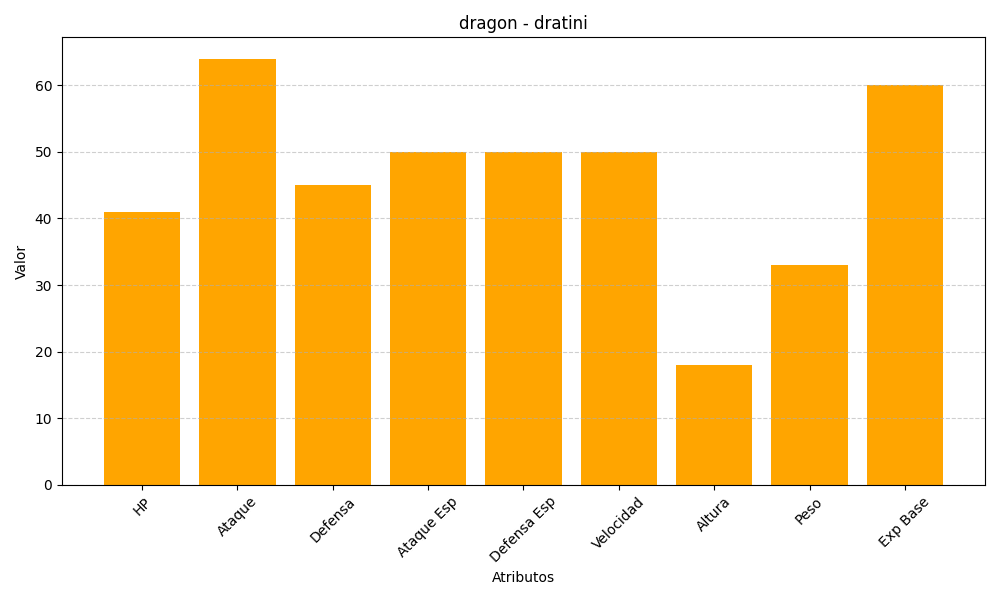 dragon - dratini
Valor
60
50
40
30
20
10
0
HP
Ataque
Defensa
Ataque Esp
Defensa Esp
Velocidad
Altura
Peso
Exp Base
Atributos